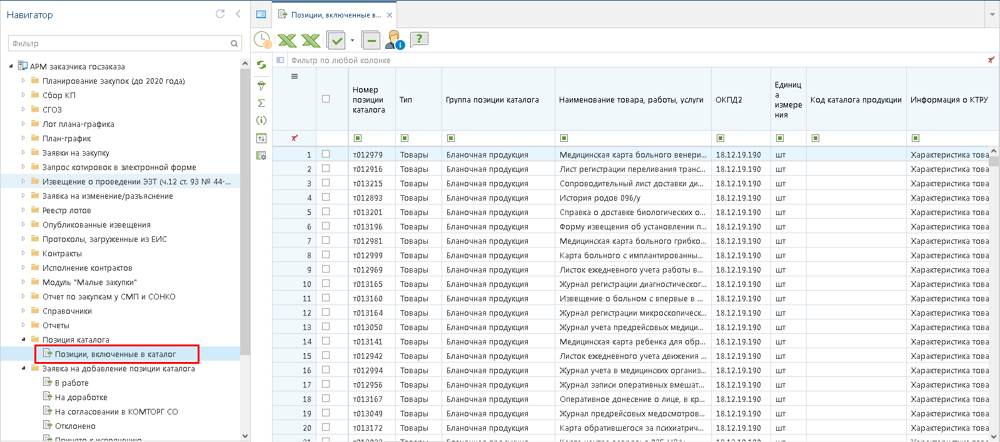 Навигатор
Фильтр
АРМ заказчика госзаказа
Планирование закупок (до 2020 года)
Сбор КП
СГОЗ
Лот плана-графика
План-график
Заявки на закупку
Запрос котировок в электронной форме
Извещение о проведении ЭЗТ (ч.12 ст. 93 № 44-...
Заявка на изменение/разъяснение
Реестр лотов
Опубликованные извещения
Протоколы, загруженные из ЕИС
Контракты
Исполнение контрактов
Модуль "Малые закупки"
Отчет по закупкам у СМП и СОНКО
Справочники
Отчеты
Позиция каталога
Позиции, включенные в каталог
Заявка на добавление позиции каталога
В работе
На доработке
На согласовании в КОМТОРГ СО
Отклонено
Принято к исполнению
Позиции, включенные в...
Фильтр по любой колонке
Номер позиции каталога Тип Группа позиции каталога Наименование товара, работы, услуги ОКПД2 Единица измерения Код каталога продукции Информация о КТРУ
1 т012979 Товары Бланочная продукция Медицинская карта больного венери... 18.12.19.190 шт Характеристика това
2 т012916 Товары Бланочная продукция Лист регистрации переливания транс... 18.12.19.190 шт Характеристика това
3 т013215 Товары Бланочная продукция Сопроводительный лист доставки ди... 18.12.19.190 шт Характеристика това
4 т012893 Товары Бланочная продукция История родов 096/у 18.12.19.190 шт Характеристика това
5 т013201 Товары Бланочная продукция Справка о доставке биологических о... 18.12.19.190 шт Характеристика това
6 т013196 Товары Бланочная продукция Форму извещения об установлении п... 18.12.19.190 шт Характеристика това
7 т012981 Товары Бланочная продукция Медицинская карта больного грибко... 18.12.19.190 шт Характеристика това
8 т012999 Товары Бланочная продукция Карта больного с имплантированны... 18.12.19.190 шт Характеристика това
9 т012969 Товары Бланочная продукция Листок ежедневного учета работы в... 18.12.19.190 шт Характеристика това
10 т013165 Товары Бланочная продукция Журнал регистрации диагностическог... 18.12.19.190 шт Характеристика това
11 т013160 Товары Бланочная продукция Извещение о больном с впервые в ... 18.12.19.190 шт Характеристика това
12 т013164 Товары Бланочная продукция Журнал регистрации микроскопическ... 18.12.19.190 шт Характеристика това
13 т013050 Товары Бланочная продукция Журнал учета предрейсовых медици... 18.12.19.190 шт Характеристика това
14 т013141 Товары Бланочная продукция Медицинская карта ребенка для обр... 18.12.19.190 шт Характеристика това
15 т012942 Товары Бланочная продукция Листок ежедневного учета движения ... 18.12.19.190 шт Характеристика това
16 т012994 Товары Бланочная продукция Журнал учета в медицинских организ... 18.12.19.190 шт Характеристика това
17 т012956 Товары Бланочная продукция Журнал записи оперативных вмешат... 18.12.19.190 шт Характеристика това
18 т013167 Товары Бланочная продукция Оперативное донесение о лице, в кр... 18.12.19.190 шт Характеристика това
19 т013049 Товары Бланочная продукция Журнал предрейсовых медосмотров... 18.12.19.190 шт Характеристика това
20 т013172 Товары Бланочная продукция Карта обратившегося за психиатрич... 18.12.19.190 шт Характеристика това